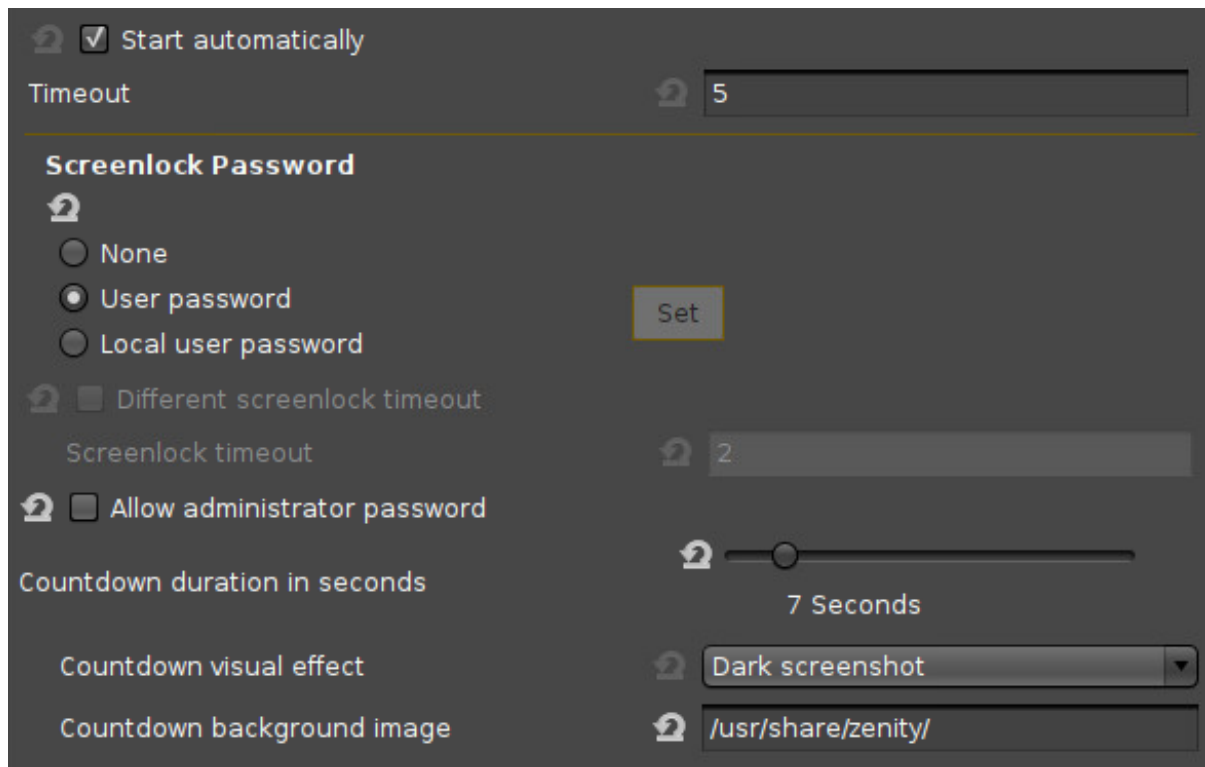 Start automatically
Timeout 5
Screenlock Password
None
User password
Set
Local user password
Different screenlock timeout
Screenlock timeout 2
Allow administrator password
Countdown duration in seconds
7 Seconds
Countdown visual effect Dark screenshot
Countdown background image /usr/share/zenity/